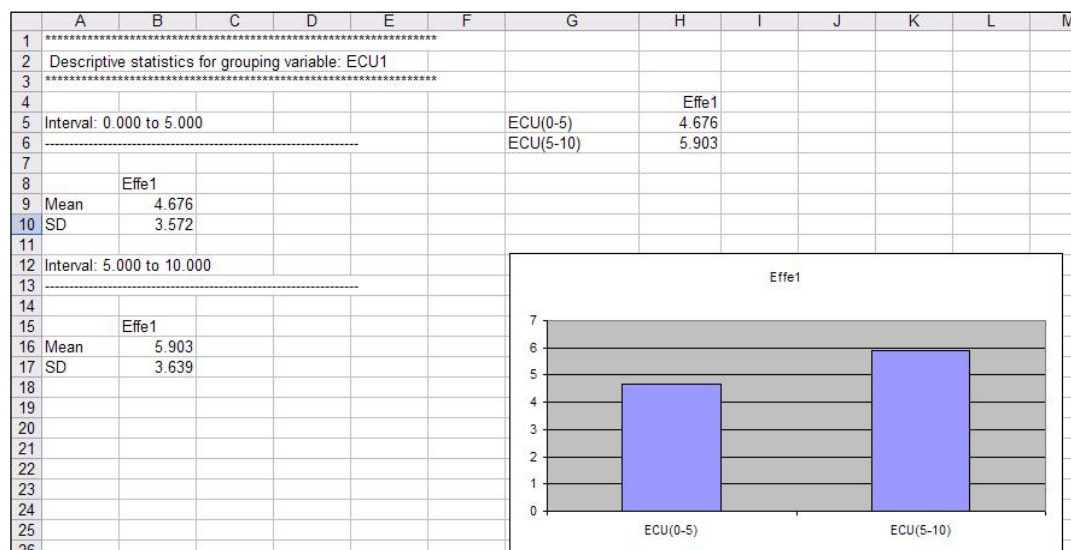 A B C D E F G H I J K L M
1 *****************************************************************
2 Descriptive statistics for grouping variable: ECU1
3 *****************************************************************
4 Effe1
5 Interval: 0.000 to 5.000 ECU(0-5) 4.676
6 ----------------------------------------------------------------- ECU(5-10) 5.903
7
8 Effe1
9 Mean 4.676
10 SD 3.572
11
12 Interval: 5.000 to 10.000
13 -----------------------------------------------------------------
14
15 Effe1
16 Mean 5.903
17 SD 3.639
18
19
20
21
22
23
24
25
26
Effe1
7
6
5
4
3
2
1
0
ECU(0-5) ECU(5-10)